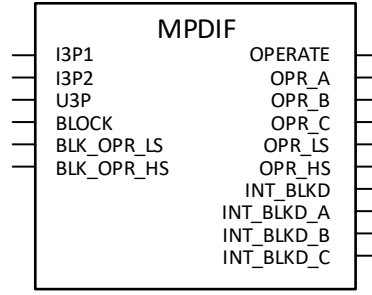 MPDIF
I3P1 OPERATE
I3P2 OPR_A
U3P OPR_B
BLOCK OPR_C
BLK_OPR_LS OPR_LS
BLK_OPR_HS OPR_HS
INT_BLKD
INT_BLKD_A
INT_BLKD_B
INT_BLKD_C